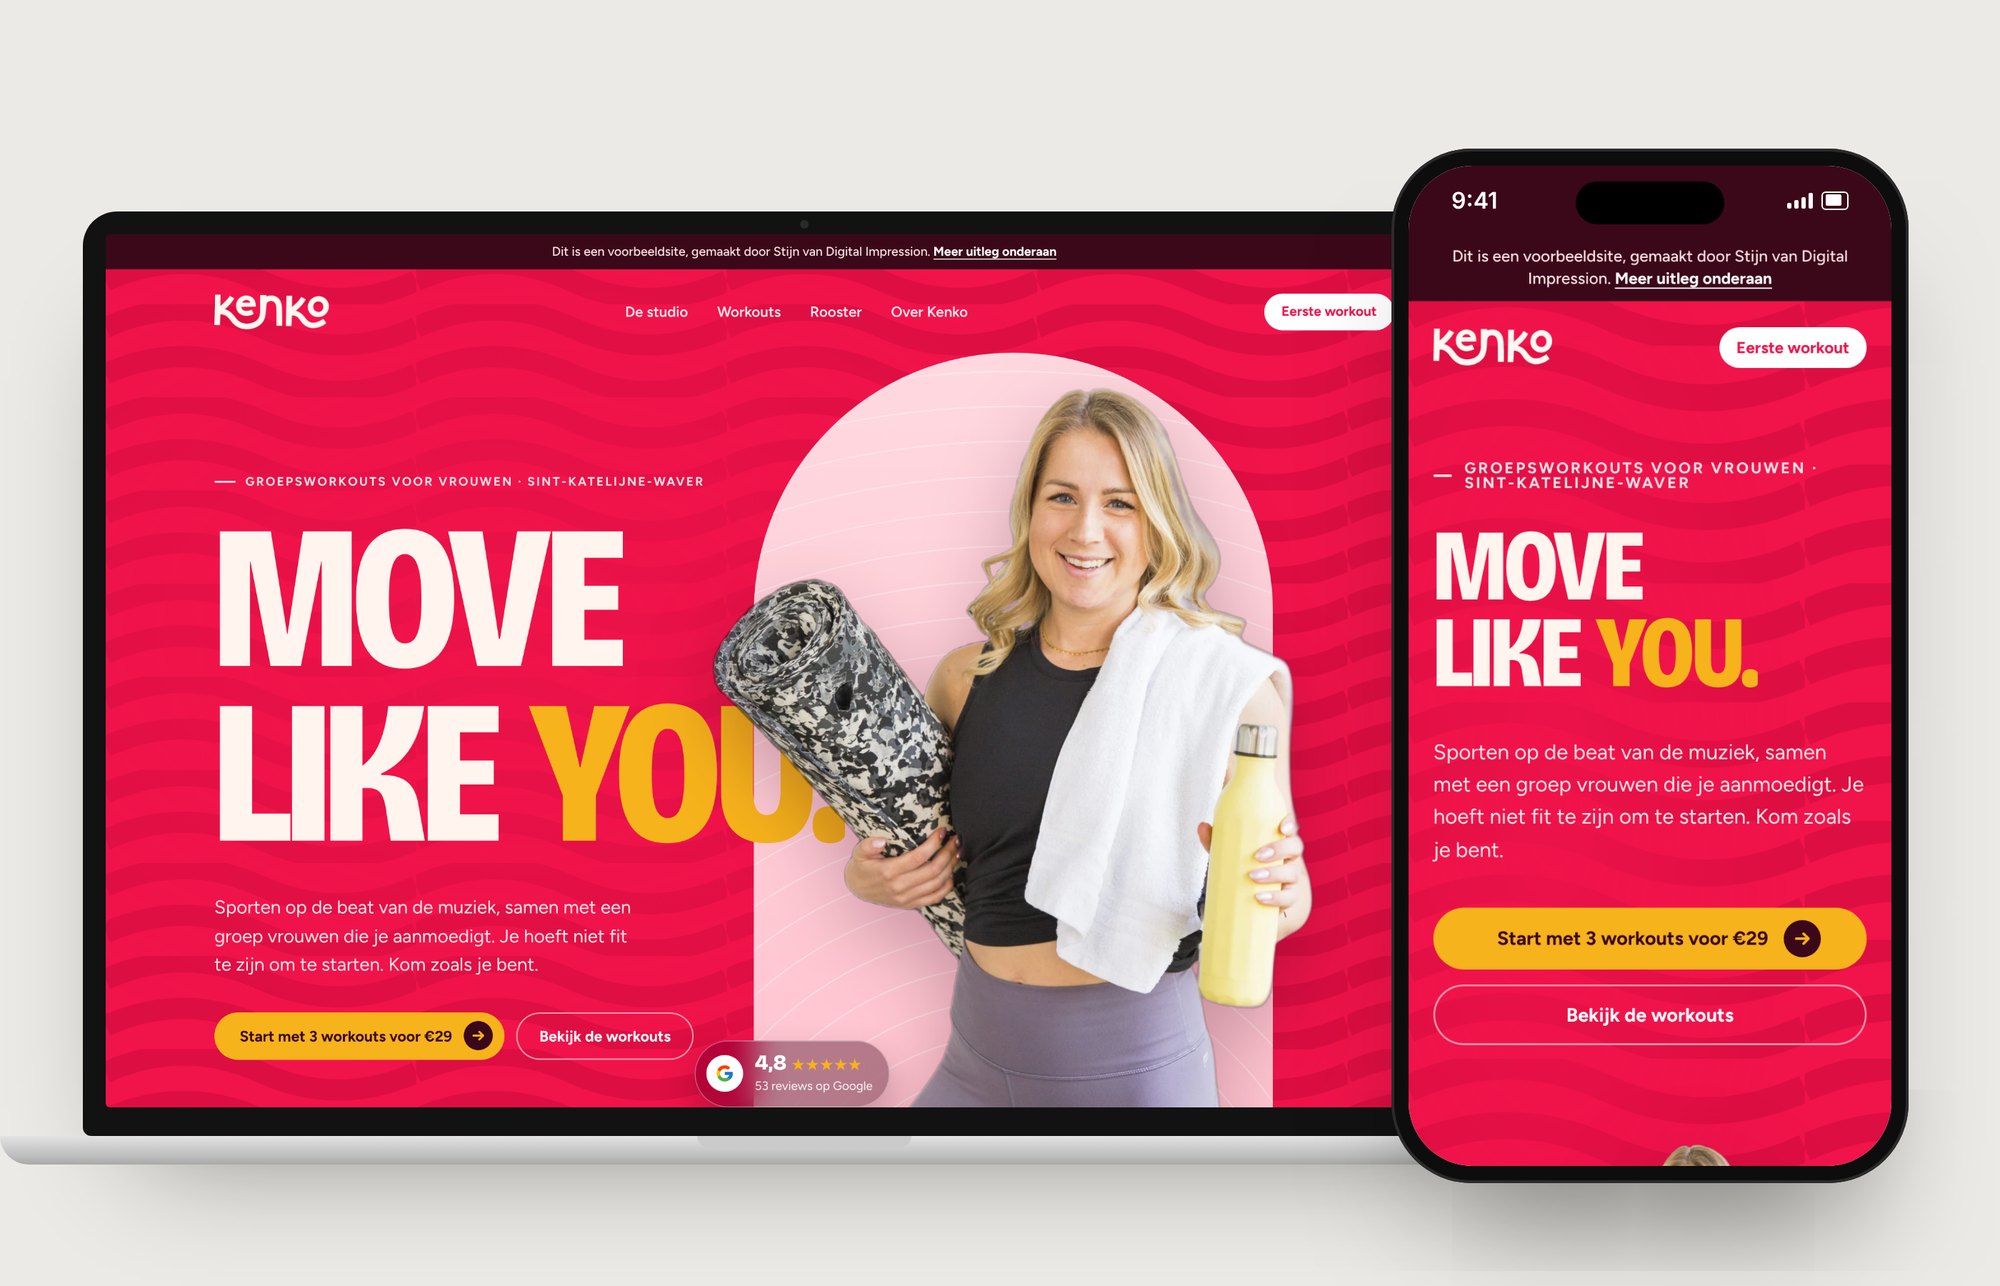 Dit is een voorbeeldsite, gemaakt door Stijn van Digital Impression. Meer uitleg onderaan
Kenko
De studio
Workouts
Rooster
Over Kenko
Eerste workout
GROEPSWORKOUTS VOOR VROUWEN · SINT-KATELIJNE-WAVER
MOVE
LIKE YOU.
Sporten op de beat van de muziek, samen met een
groep vrouwen die je aanmoedigt. Je hoeft niet fit
te zijn om te starten. Kom zoals je bent.
Start met 3 workouts voor €29
Bekijk de workouts
G
4,8 ★★★★★
53 reviews op Google
9:41
Dit is een voorbeeldsite, gemaakt door Stijn van Digital
Impression. Meer uitleg onderaan
Kenko
Eerste workout
GROEPSWORKOUTS VOOR VROUWEN ·
SINT-KATELIJNE-WAVER
MOVE
LIKE YOU.
Sporten op de beat van de muziek, samen
met een groep vrouwen die je aanmoedigt. Je
hoeft niet fit te zijn om te starten. Kom zoals
je bent.
Start met 3 workouts voor €29
Bekijk de workouts